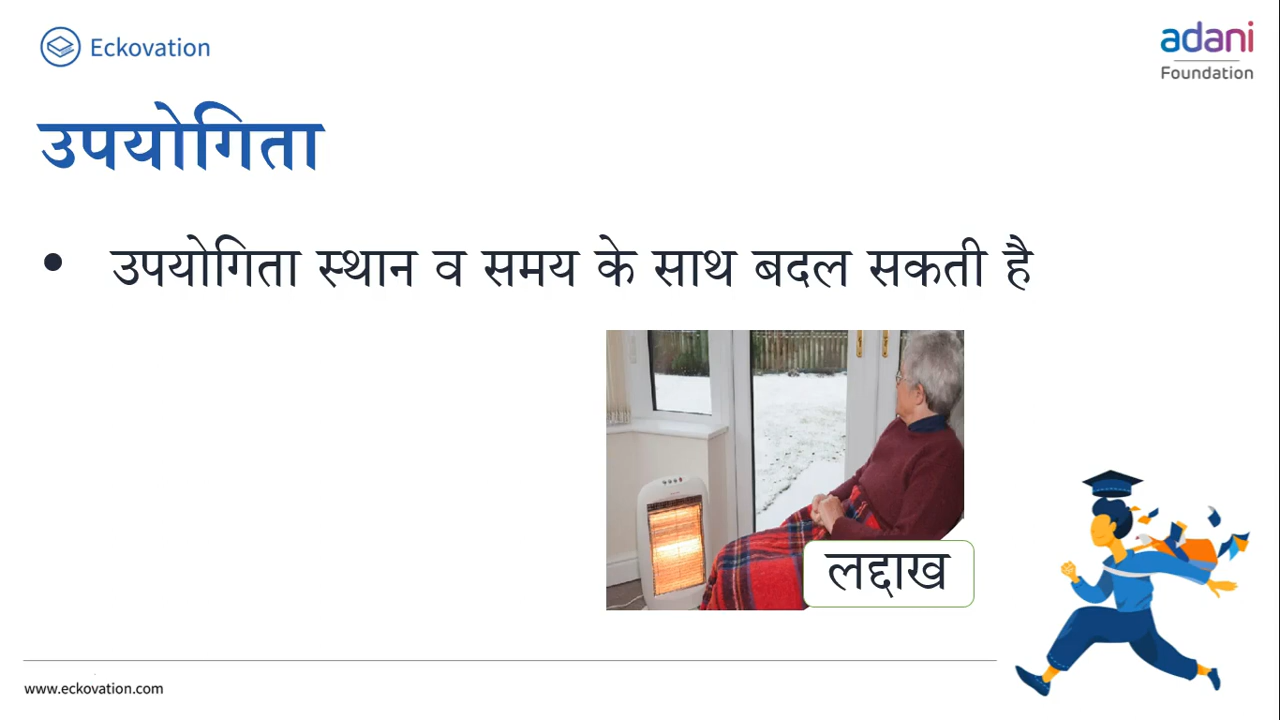 Eckovation
adani
Foundation
उपयोगिता
• उपयोगिता स्थान व समय के साथ बदल सकती है
लद्दाख
www.eckovation.com